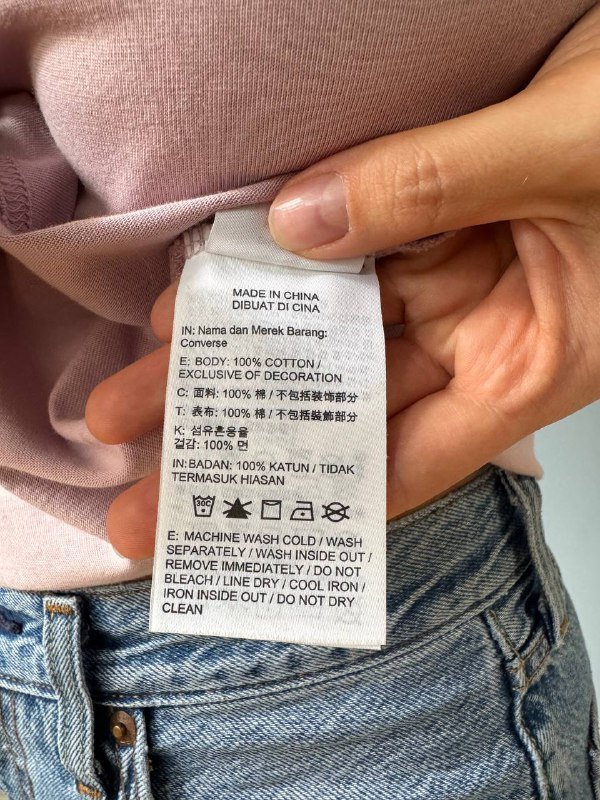 MADE IN CHINA
DIBUAT DI CINA
IN: Nama dan Merek Barang:
Converse
E: BODY: 100% COTTON /
EXCLUSIVE OF DECORATION
C: 面料: 100% 棉 / 不包括装饰部分
T: 表布: 100% 棉 / 不包括裝飾部分
K: 섬유혼용율
겉감: 100% 면
IN: BADAN: 100% KATUN / TIDAK
TERMASUK HIASAN
30C
E: MACHINE WASH COLD / WASH
SEPARATELY / WASH INSIDE OUT /
REMOVE IMMEDIATELY / DO NOT
BLEACH / LINE DRY / COOL IRON /
IRON INSIDE OUT / DO NOT DRY
CLEAN